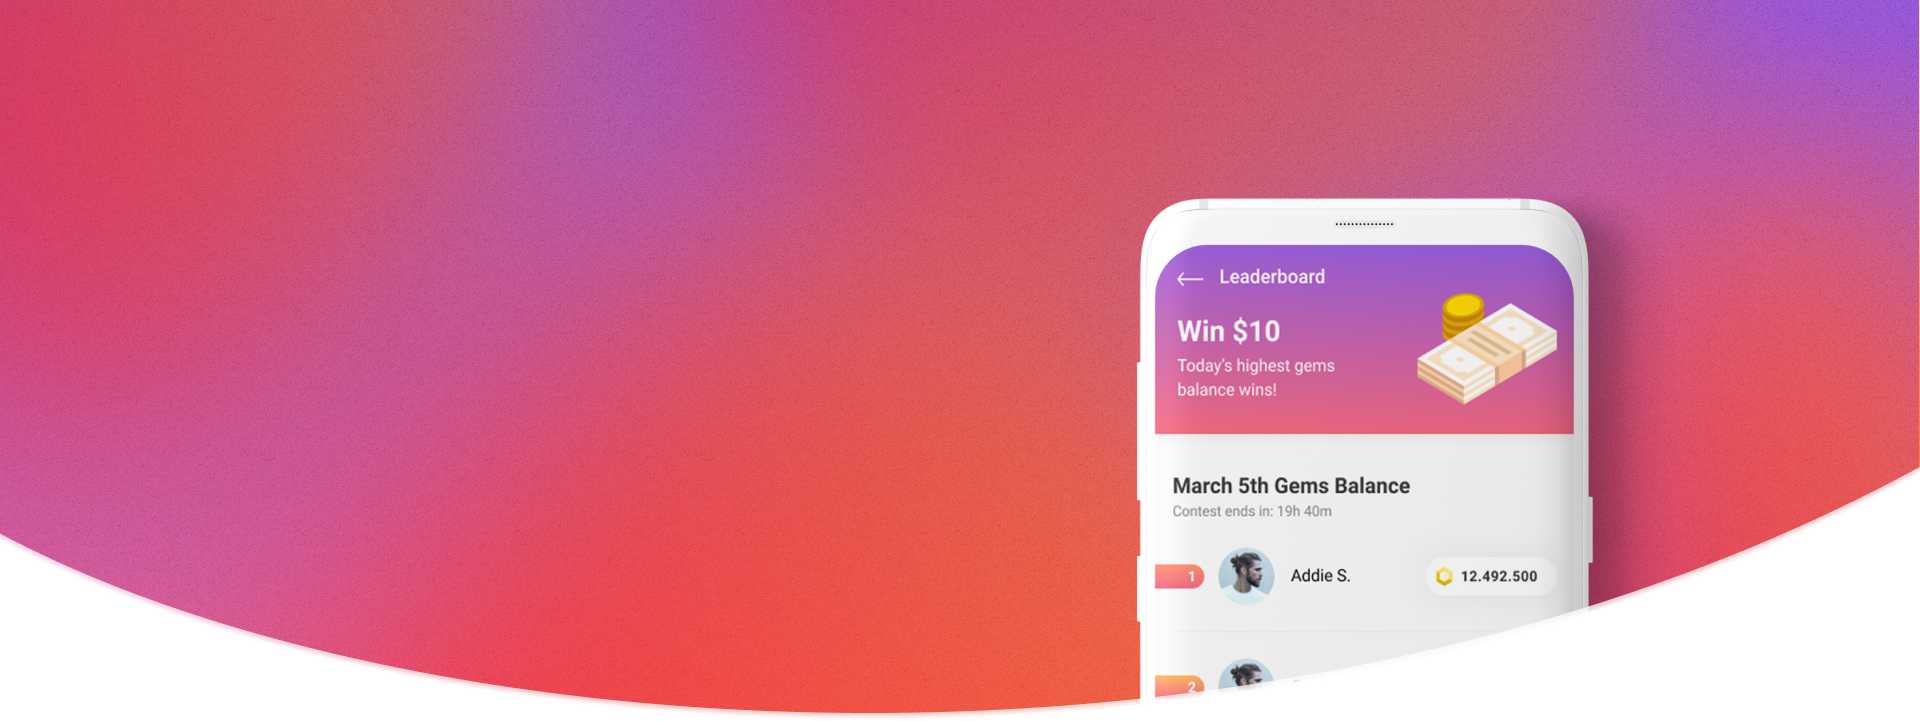 Leaderboard
Win $10
Today's highest gems
balance wins!
March 5th Gems Balance
Contest ends in: 19h 40m
1
Addie S.
12.492.500
2